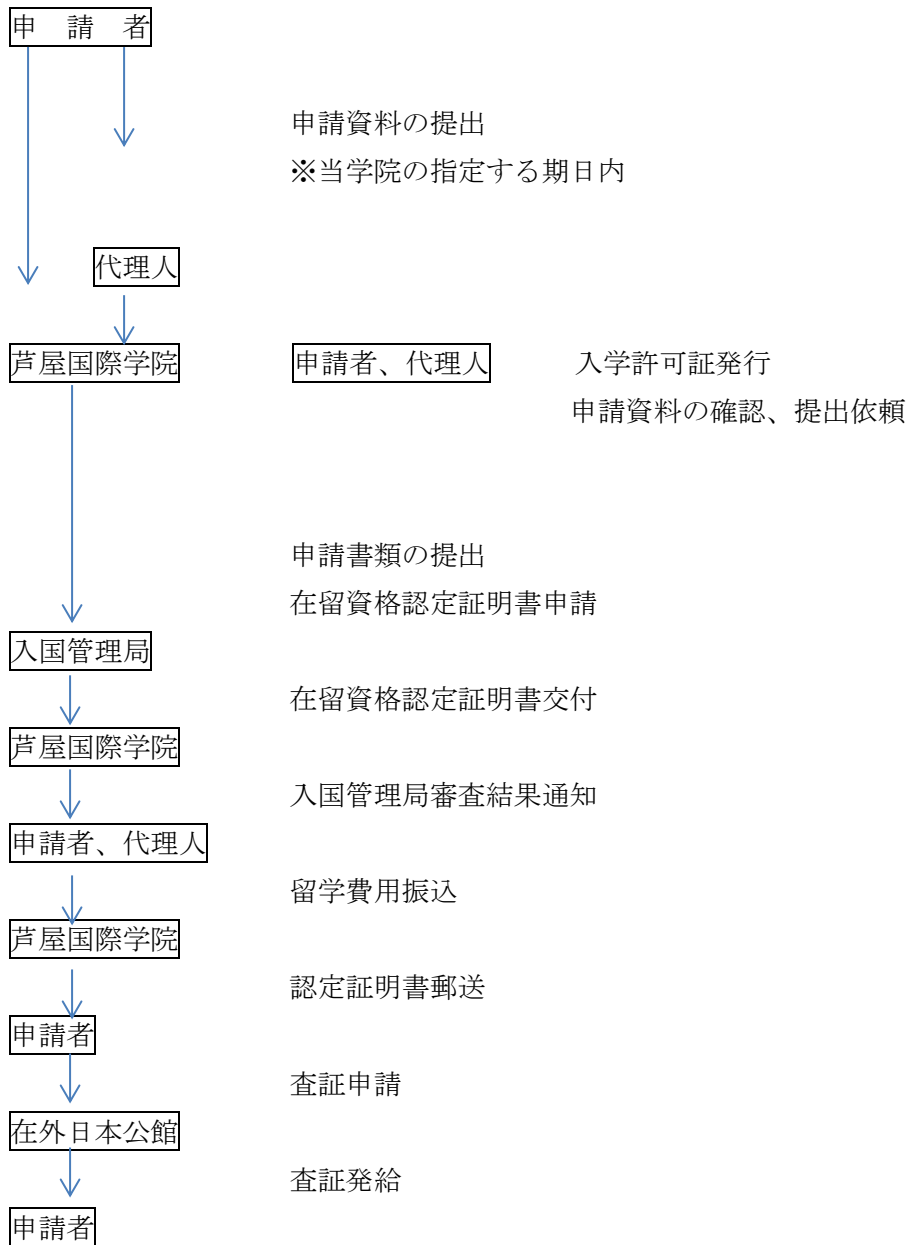 申　請　者
申請資料の提出
※当学院の指定する期日内
代理人
芦屋国際学院　申請者、代理人　入学許可証発行
申請資料の確認、提出依頼
申請書類の提出
在留資格認定証明書申請
入国管理局
在留資格認定証明書交付
芦屋国際学院
入国管理局審査結果通知
申請者、代理人
留学費用振込
芦屋国際学院
認定証明書郵送
申請者
査証申請
在外日本公館
査証発給
申請者